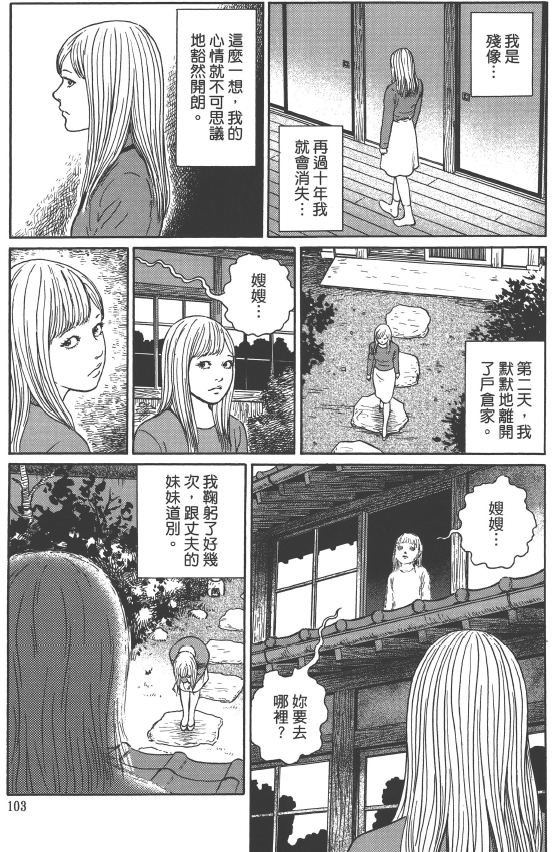 我是
殘像…
再過十年我
就會消失…
這麼一想，我的
心情就不可思議
地豁然開朗。
第二天，我
默默地離開
了戶倉家。
嫂嫂…
嫂嫂…
妳要去
哪裡？
我鞠躬了好幾
次，跟丈夫的
妹妹道別。
103